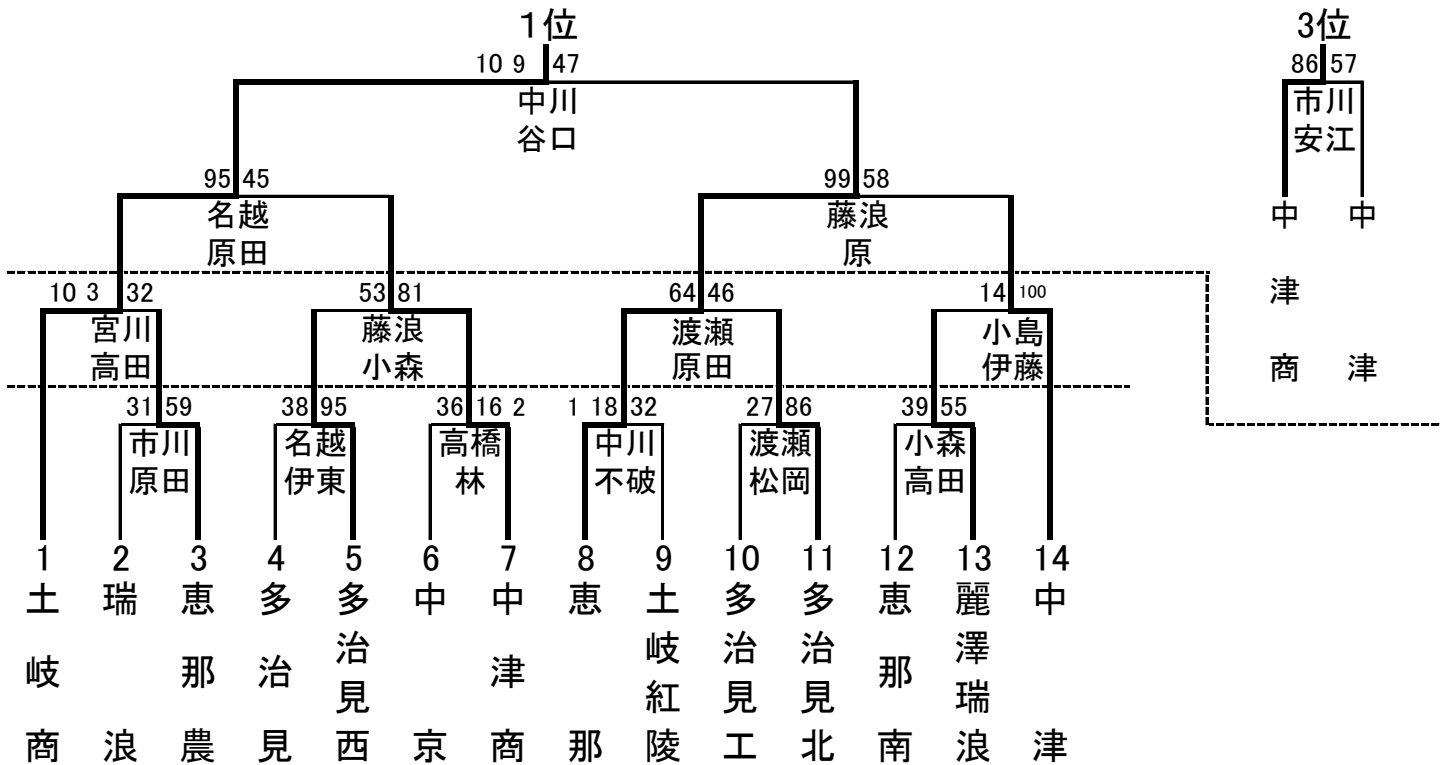 1位 3位
10 9 47 86 57
中川 市川
谷口 安江
95 45 99 58
名越 藤浪 中津商 中津
原田 原
10 3 32 53 81 64 46 14 100
宮川 藤浪 渡瀬 小島
高田 小森 原田 伊藤
31 59 38 95 36 16 2 1 18 32 27 86 39 55
市川 名越 高橋 中川 渡瀬 小森
原田 伊東 林 不破 松岡 高田
1 2 3 4 5 6 7 8 9 10 11 12 13 14
土岐商
瑞浪
恵那農
多治見
多治見西
中京
中津商
恵那
土岐紅陵
多治見工
多治見北
恵那南
麗澤瑞浪
中津